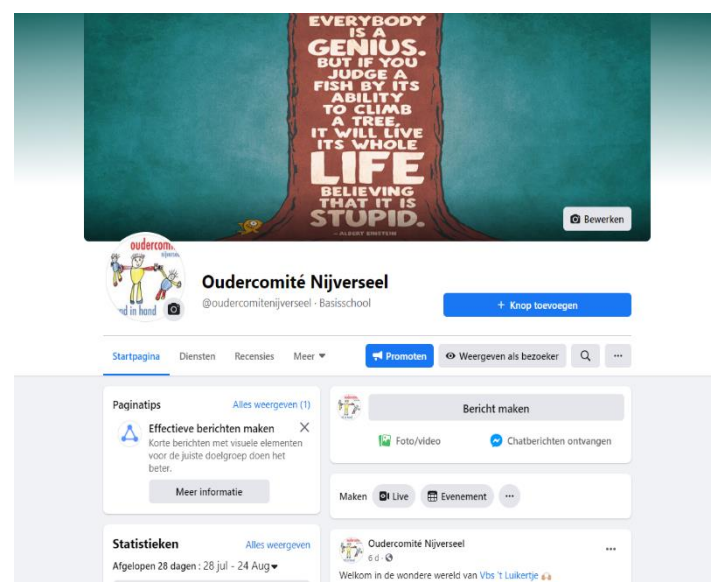 EVERYBODY
IS A
GENIUS.
BUT IF YOU
JUDGE A
FISH BY ITS
ABILITY
TO CLIMB
A TREE,
IT WILL LIVE
ITS WHOLE
LIFE
BELIEVING
THAT IT IS
STUPID.
- ALBERT EINSTEIN
Bewerken
oudercom
nd in hand
Oudercomité Nijverseel
@oudercomitenijverseel · Basisschool
+ Knop toevoegen
Startpagina Diensten Recensies Meer
Promoten Weergeven als bezoeker
Paginatips Alles weergeven (1)
Effectieve berichten maken
Korte berichten met visuele elementen
voor de juiste doelgroep doen het
beter.
Meer informatie
Bericht maken
Foto/video Chatberichten ontvangen
Maken Live Evenement
Statistieken Alles weergeven
Afgelopen 28 dagen : 28 jul - 24 Aug
Oudercomité Nijverseel
6 d ·
Welkom in de wondere wereld van Vbs 't Luikertje